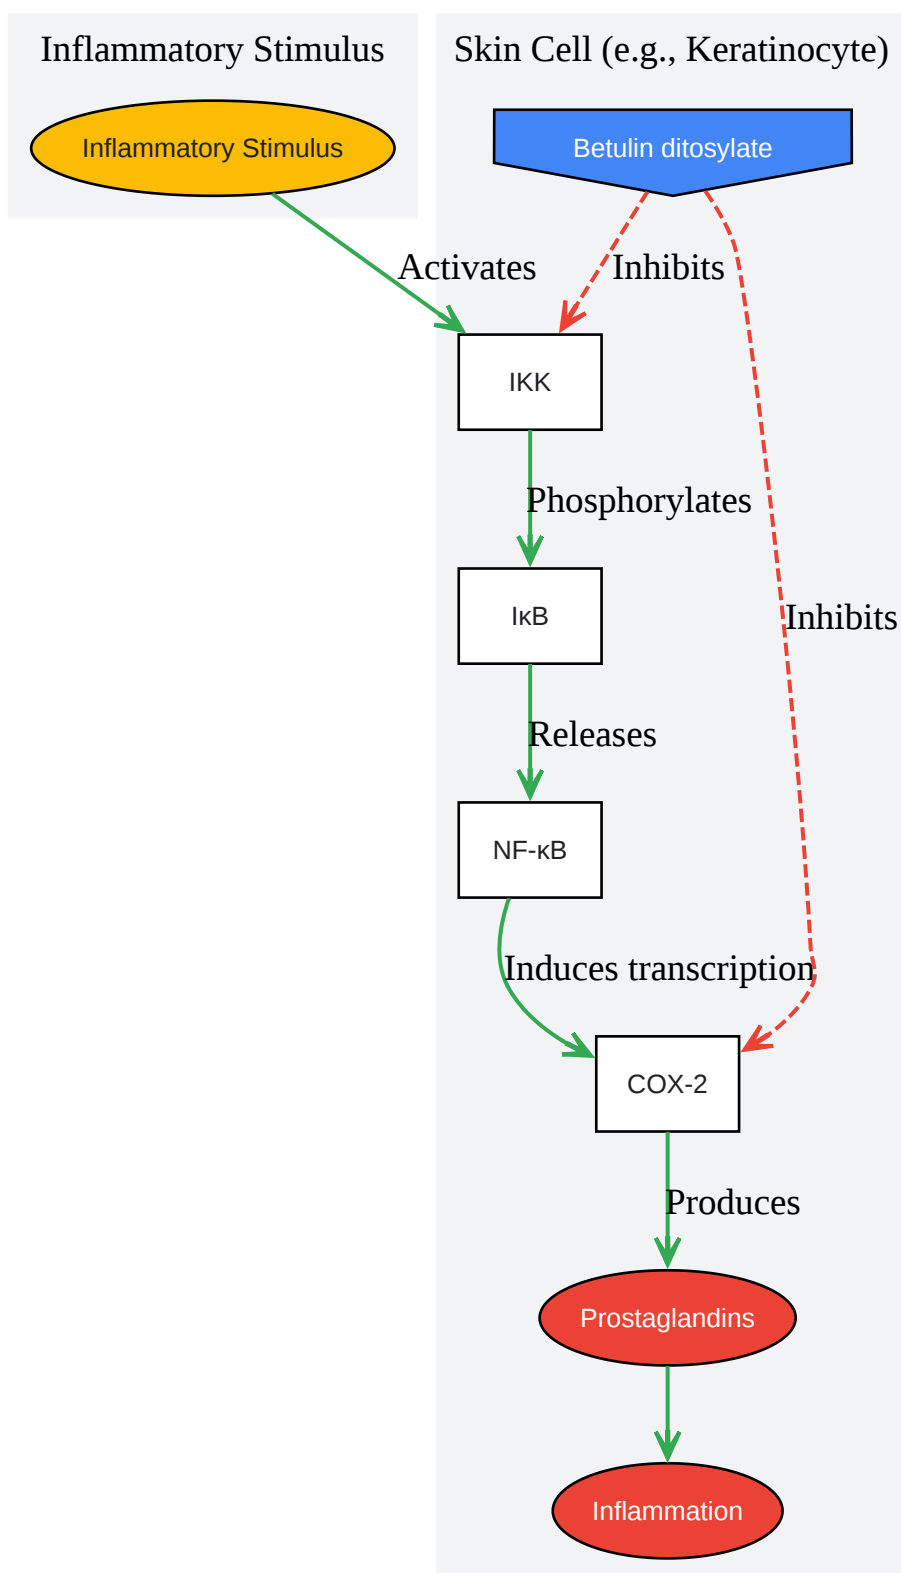 Inflammatory Stimulus
Skin Cell (e.g., Keratinocyte)
Inflammatory Stimulus
Betulin ditosylate
Activates
Inhibits
IKK
Phosphorylates
IκB
Inhibits
Releases
NF-κB
Induces transcription
COX-2
Produces
Prostaglandins
Inflammation